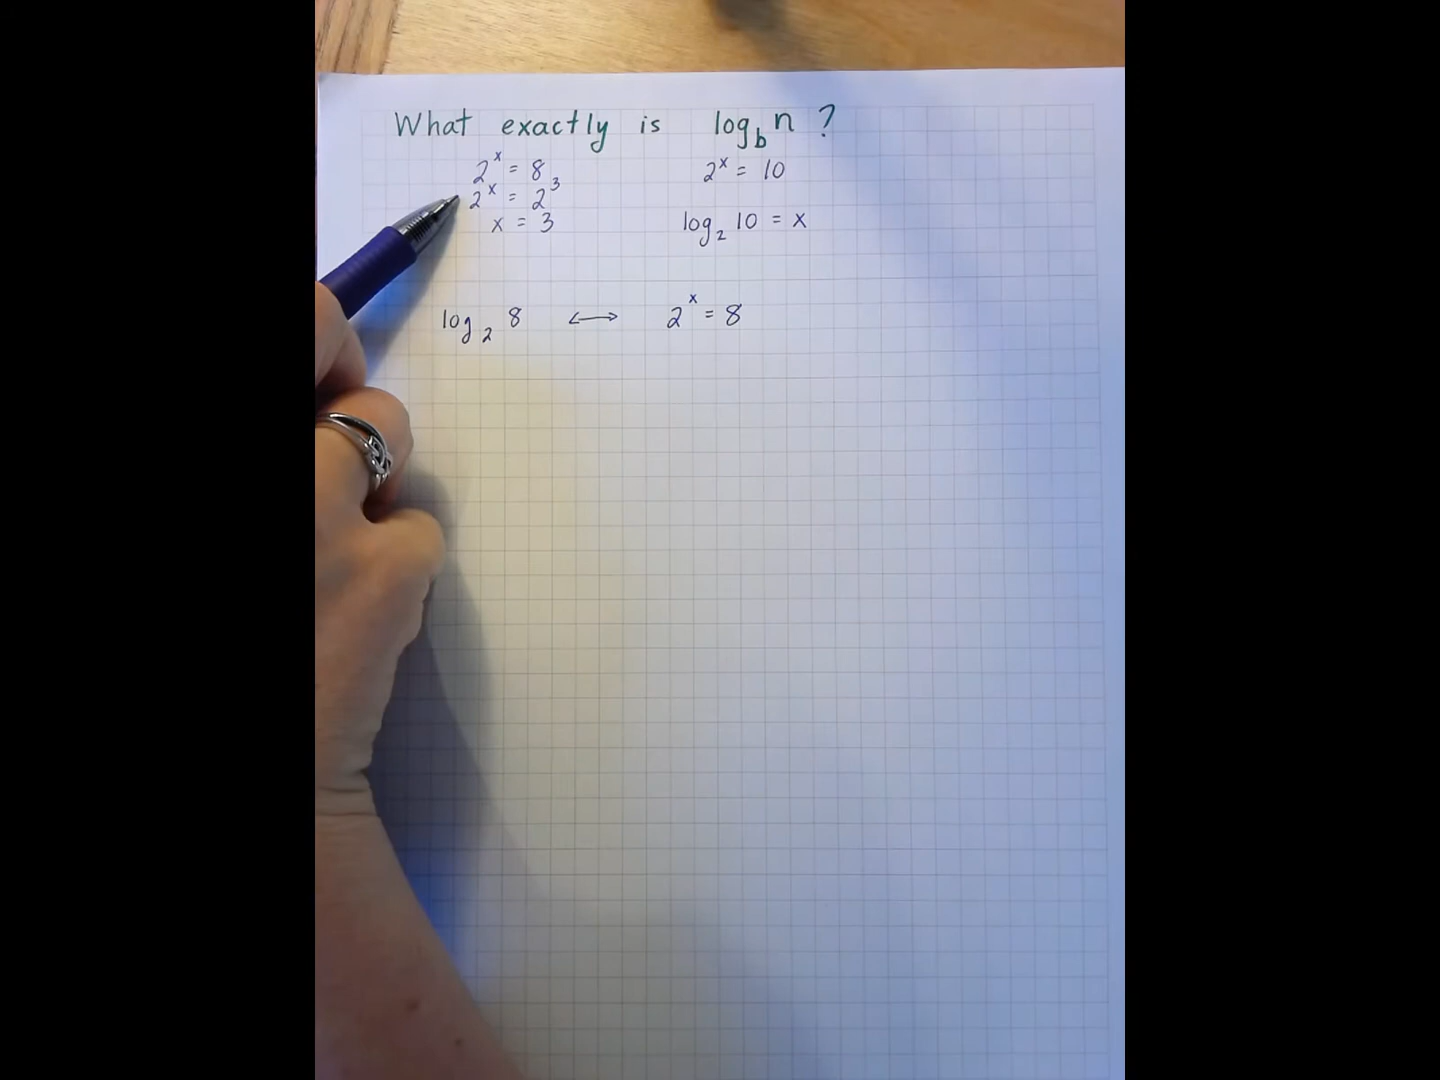 What exactly is log_b n ?
2^x = 8
2^x = 2^3
x = 3
2^x = 10
log_2 10 = x
log_2 8 ⟷ 2^x = 8